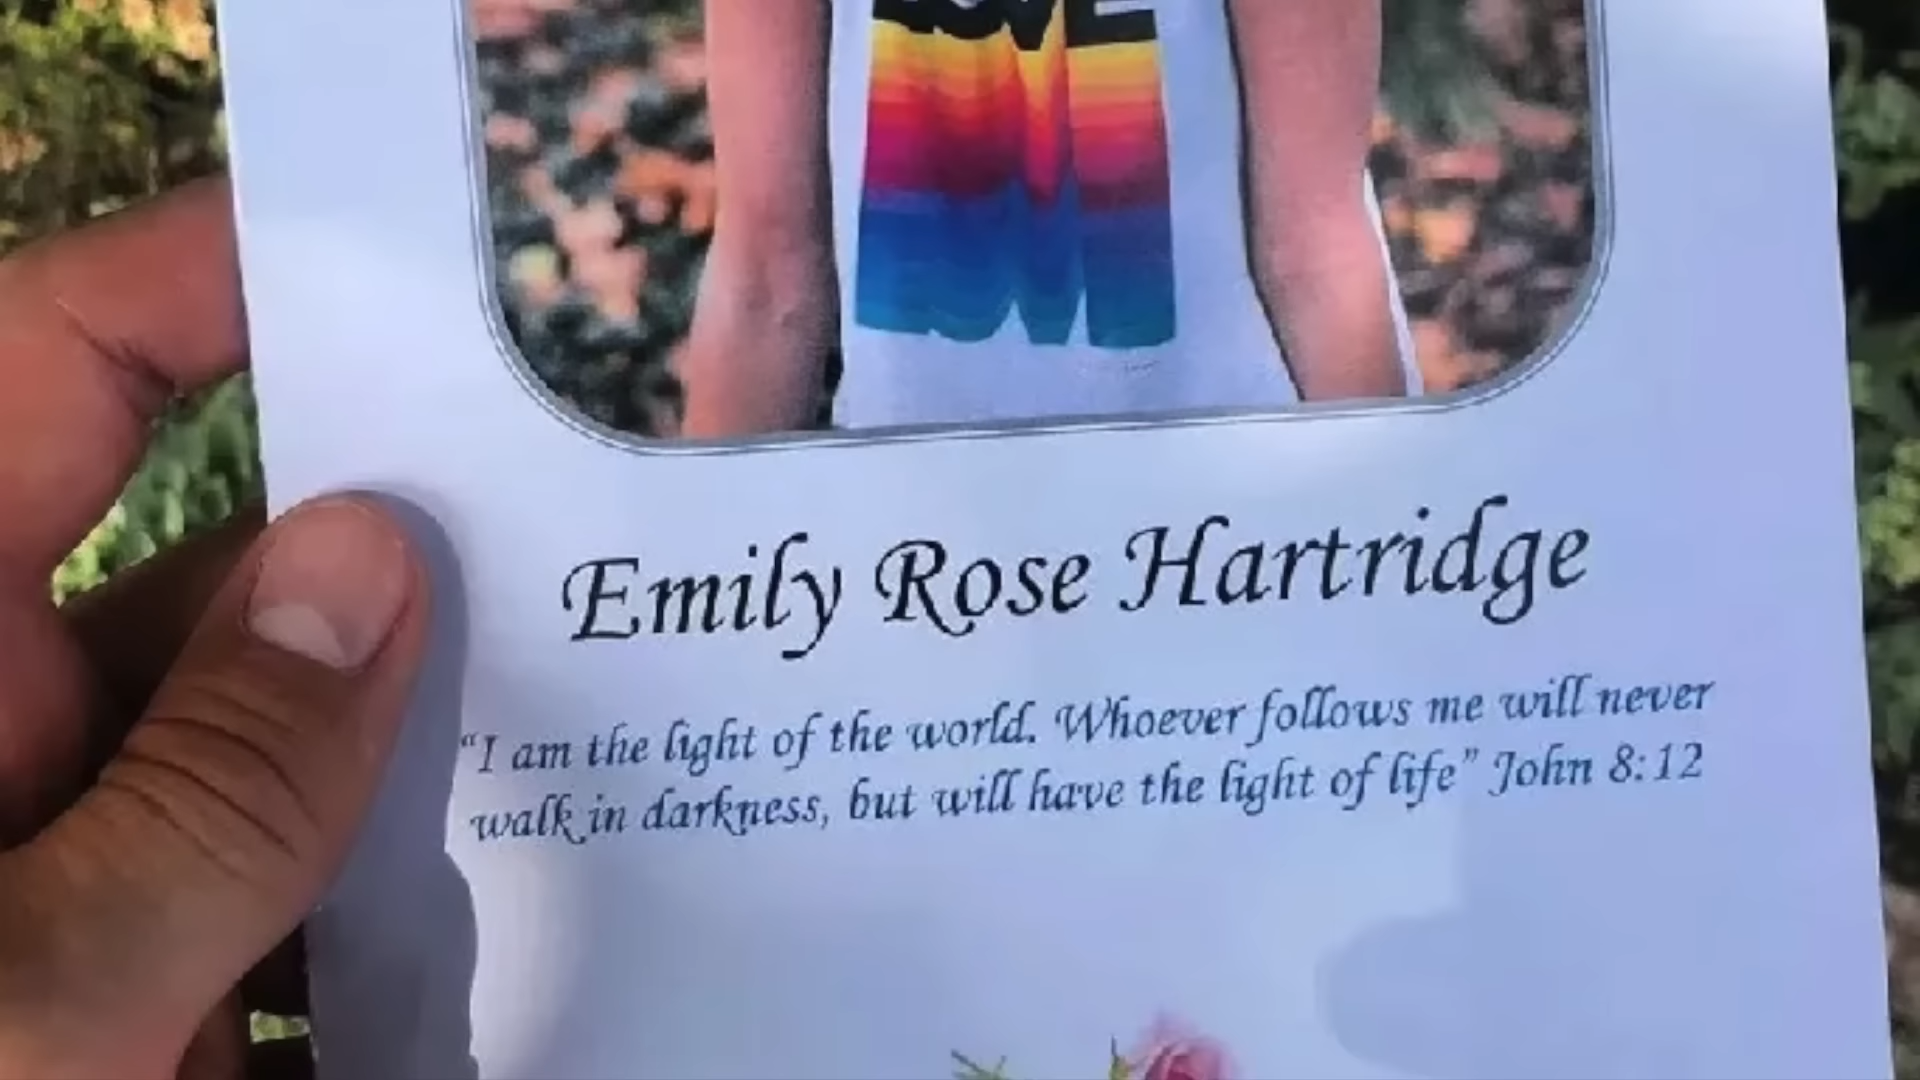 LOVE
Emily Rose Hartridge
“I am the light of the world. Whoever follows me will never
walk in darkness, but will have the light of life” John 8:12